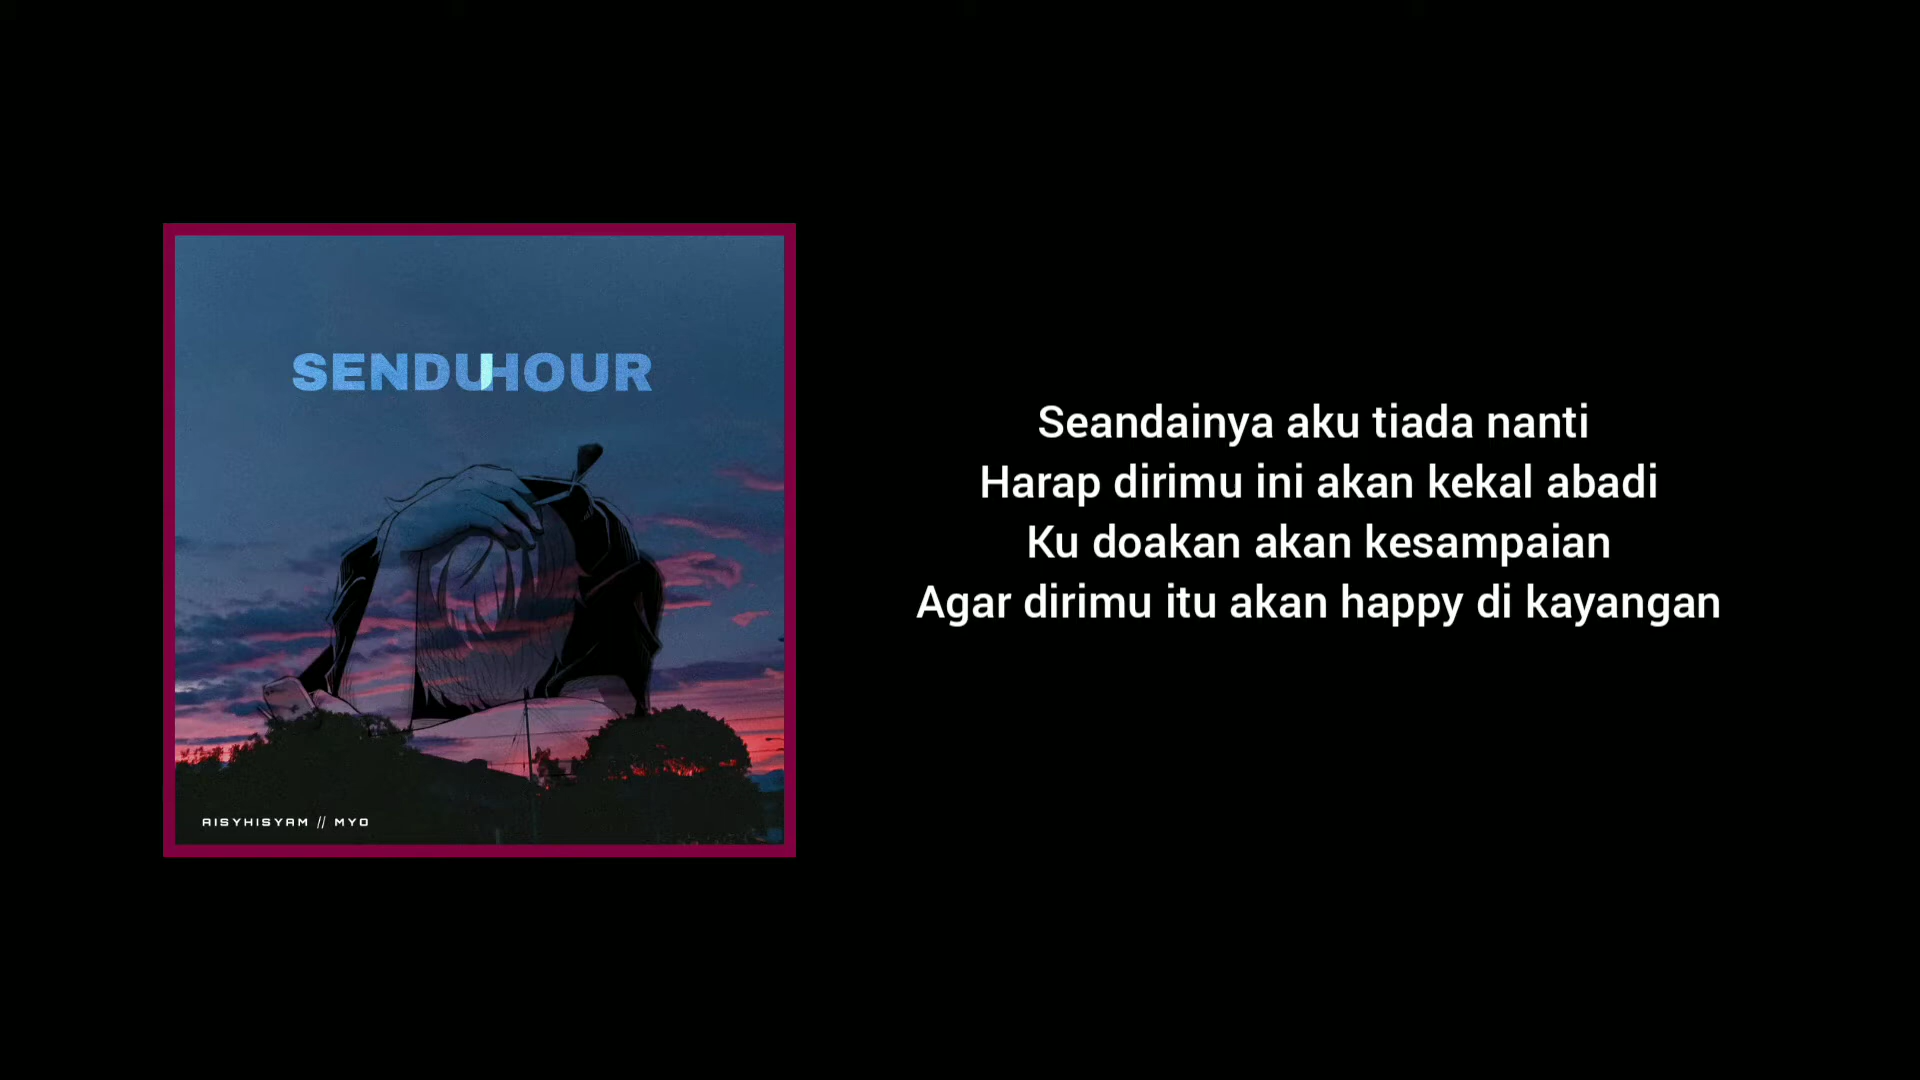 SENDUHOUR
AISYHISYAM // MYO
Seandainya aku tiada nanti
Harap dirimu ini akan kekal abadi
Ku doakan akan kesampaian
Agar dirimu itu akan happy di kayangan